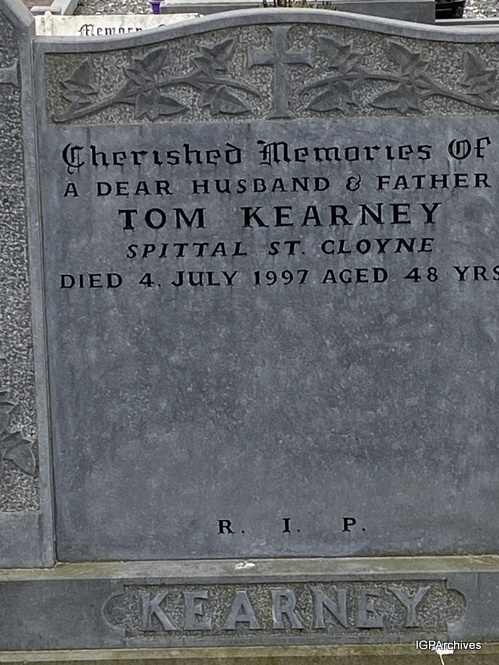 Memory
Cherished Memories Of
A DEAR HUSBAND & FATHER
TOM KEARNEY
SPITTAL ST. CLOYNE
DIED 4. JULY 1997 AGED 48 YRS
R. I. P.
KEARNEY
IGPArchives